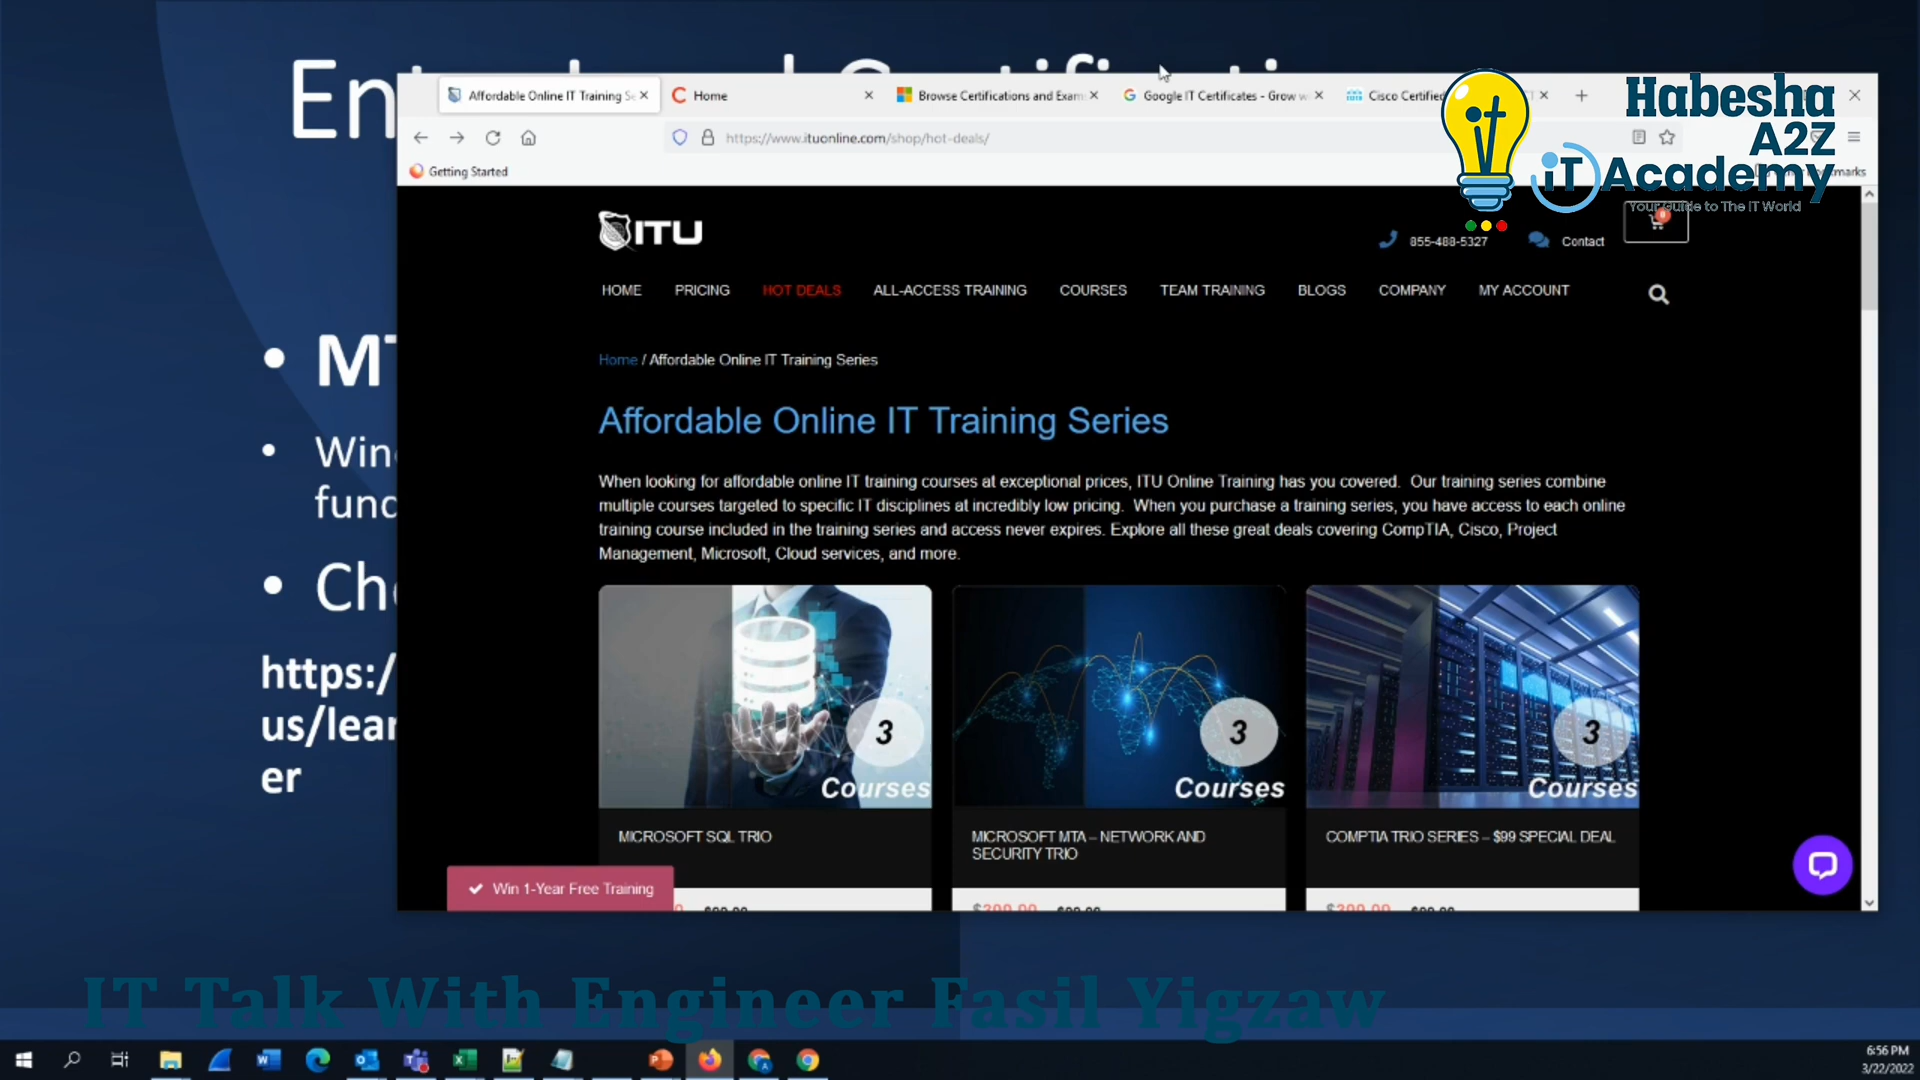 Affordable Online IT Training Se
Home
Browse Certifications and Exam
Google IT Certificates - Grow w
Cisco Certified
https://www.ituonline.com/shop/hot-deals/
Getting Started
Habesha
A2Z
iT Academy
Your Guide to The IT World
ITU
855-488-5327
Contact
HOME PRICING HOT DEALS ALL-ACCESS TRAINING COURSES TEAM TRAINING BLOGS COMPANY MY ACCOUNT
Home / Affordable Online IT Training Series
Affordable Online IT Training Series
When looking for affordable online IT training courses at exceptional prices, ITU Online Training has you covered. Our training series combine
multiple courses targeted to specific IT disciplines at incredibly low pricing. When you purchase a training series, you have access to each online
training course included in the training series and access never expires. Explore all these great deals covering CompTIA, Cisco, Project
Management, Microsoft, Cloud services, and more.
3
Courses
3
Courses
3
Courses
MICROSOFT SQL TRIO
MICROSOFT MTA – NETWORK AND
SECURITY TRIO
COMPTIA TRIO SERIES – $99 SPECIAL DEAL
Win 1-Year Free Training
• MT
• Win
func
• Ch
https:/
us/lear
er
IT Talk With Engineer Fasil Yigzaw
6:56 PM
3/22/2022